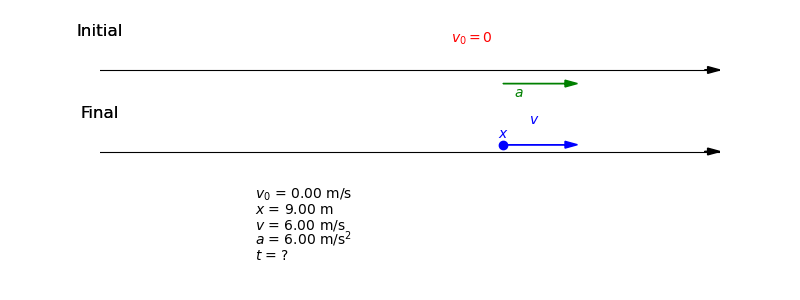 Initial
v₀ = 0
a
Final
v
x
v₀ = 0.00 m/s
x = 9.00 m
v = 6.00 m/s
a = 6.00 m/s²
t = ?